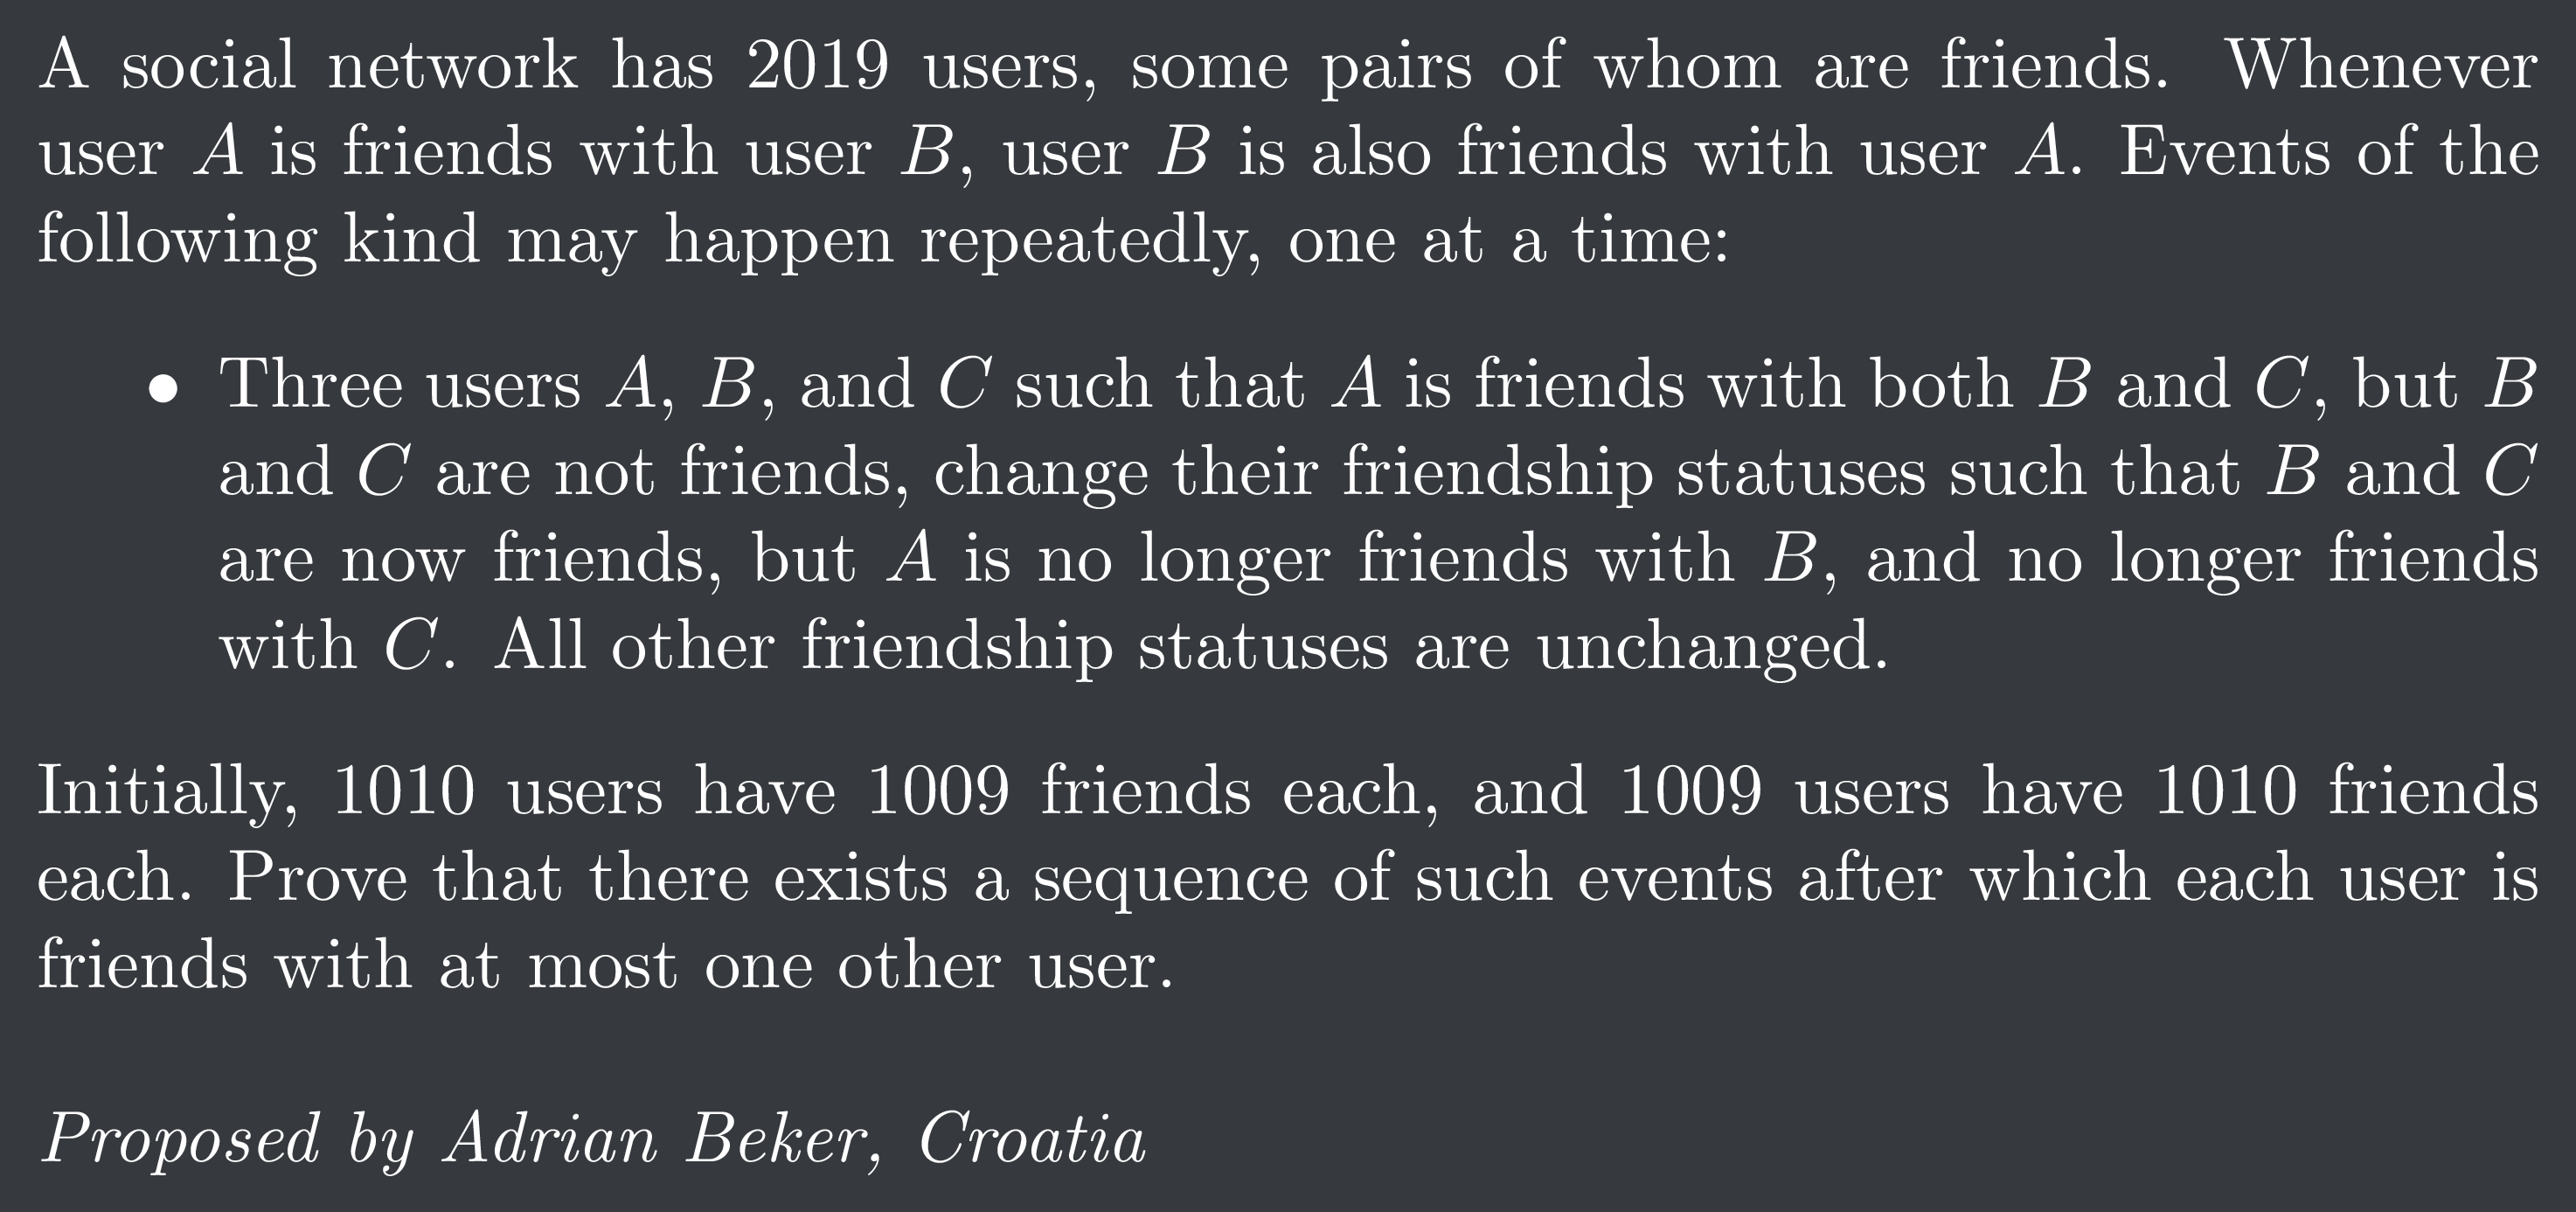 A social network has 2019 users, some pairs of whom are friends. Whenever
user A is friends with user B, user B is also friends with user A. Events of the
following kind may happen repeatedly, one at a time:
• Three users A, B, and C such that A is friends with both B and C, but B
and C are not friends, change their friendship statuses such that B and C
are now friends, but A is no longer friends with B, and no longer friends
with C. All other friendship statuses are unchanged.
Initially, 1010 users have 1009 friends each, and 1009 users have 1010 friends
each. Prove that there exists a sequence of such events after which each user is
friends with at most one other user.
Proposed by Adrian Beker, Croatia